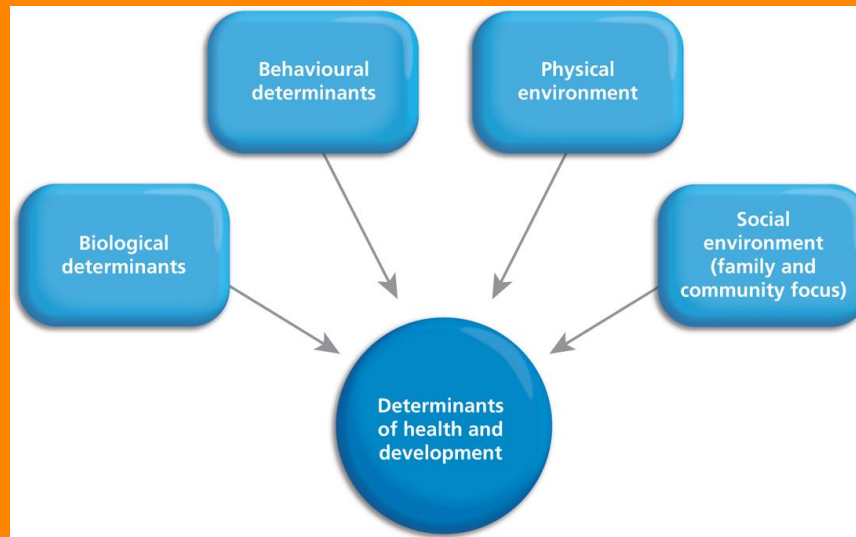 Behavioural
determinants
Physical
environment
Biological
determinants
Social
environment
(family and
community focus)
Determinants
of health and
development